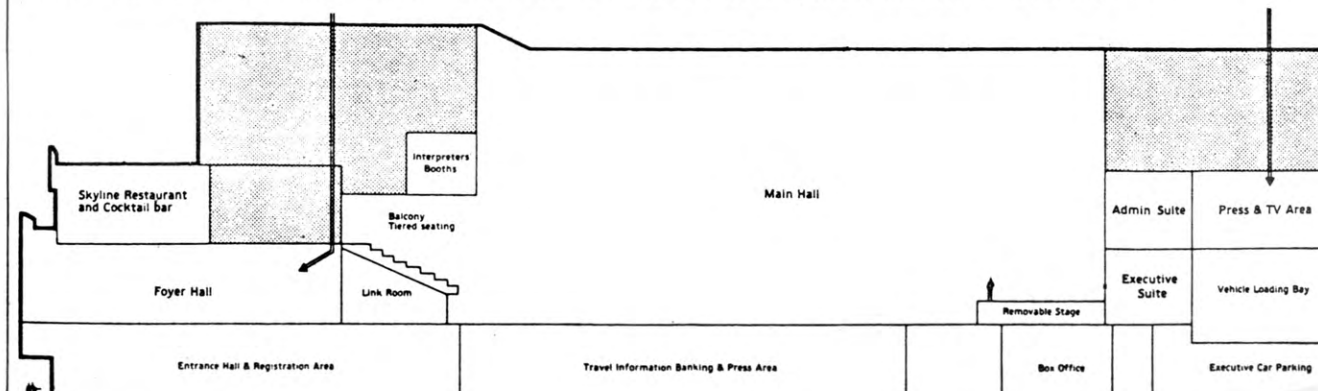 Interpreters'
Booths
Skyline Restaurant
and Cocktail bar
Balcony
Tiered seating
Main Hall
Admin Suite
Press & TV Area
Foyer Hall
Link Room
Executive
Suite
Vehicle Loading Bay
Removable Stage
Entrance Hall & Registration Area
Travel Information Banking & Press Area
Box Office
Executive Car Parking